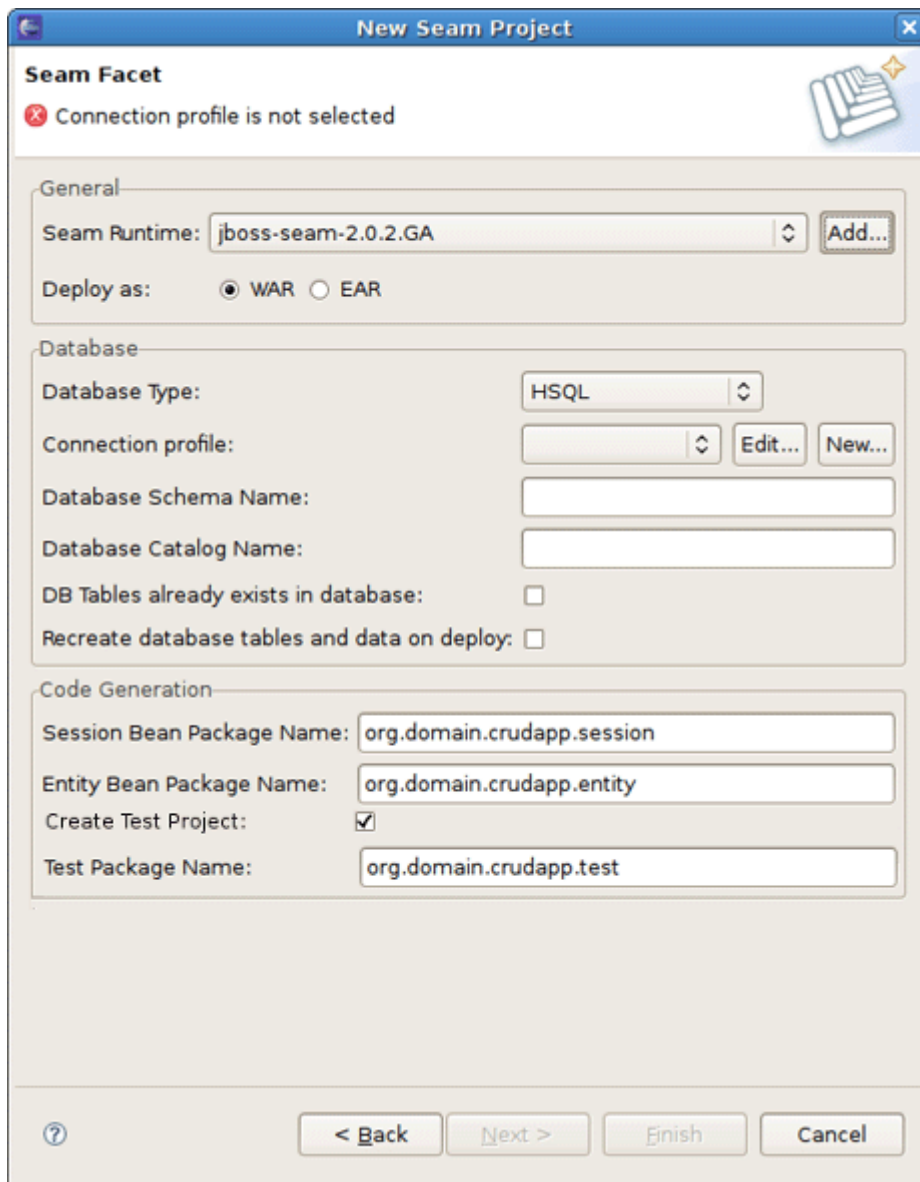 New Seam Project
Seam Facet
Connection profile is not selected
General
Seam Runtime: jboss-seam-2.0.2.GA Add...
Deploy as: WAR EAR
Database
Database Type: HSQL
Connection profile: Edit... New...
Database Schema Name:
Database Catalog Name:
DB Tables already exists in database:
Recreate database tables and data on deploy:
Code Generation
Session Bean Package Name: org.domain.crudapp.session
Entity Bean Package Name: org.domain.crudapp.entity
Create Test Project:
Test Package Name: org.domain.crudapp.test
? < Back Next > Finish Cancel